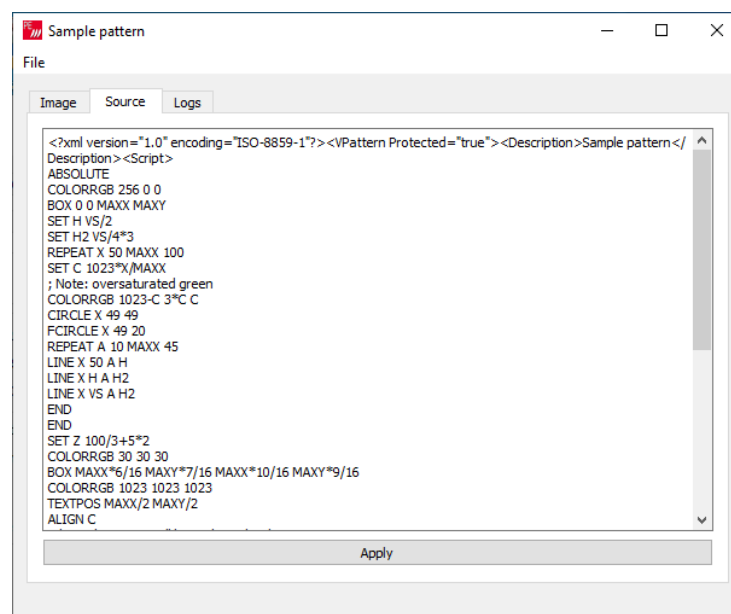 PE
Sample pattern
File
Image Source Logs
<?xml version="1.0" encoding="ISO-8859-1"?><VPattern Protected="true"><Description>Sample pattern</
Description><Script>
ABSOLUTE
COLORRGB 256 0 0
BOX 0 0 MAXX MAXY
SET H VS/2
SET H2 VS/4*3
REPEAT X 50 MAXX 100
SET C 1023*X/MAXX
; Note: oversaturated green
COLORRGB 1023-C 3*C C
CIRCLE X 49 49
FCIRCLE X 49 20
REPEAT A 10 MAXX 45
LINE X 50 A H
LINE X H A H2
LINE X VS A H2
END
END
SET Z 100/3+5*2
COLORRGB 30 30 30
BOX MAXX*6/16 MAXY*7/16 MAXX*10/16 MAXY*9/16
COLORRGB 1023 1023 1023
TEXTPOS MAXX/2 MAXY/2
ALIGN C
Apply